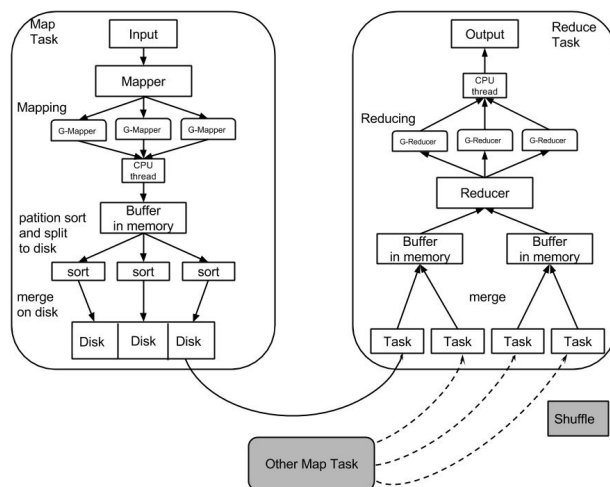 Map
Task
Input
Mapper
Mapping
G-Mapper
G-Mapper
G-Mapper
CPU
thread
patition sort
and split
to disk
Buffer
in memory
sort
sort
sort
merge
on disk
Disk
Disk
Disk
Output
Reduce
Task
CPU
thread
Reducing
G-Reducer
G-Reducer
G-Reducer
Reducer
Buffer
in memory
Buffer
in memory
merge
Task
Task
Task
Task
Shuffle
Other Map Task